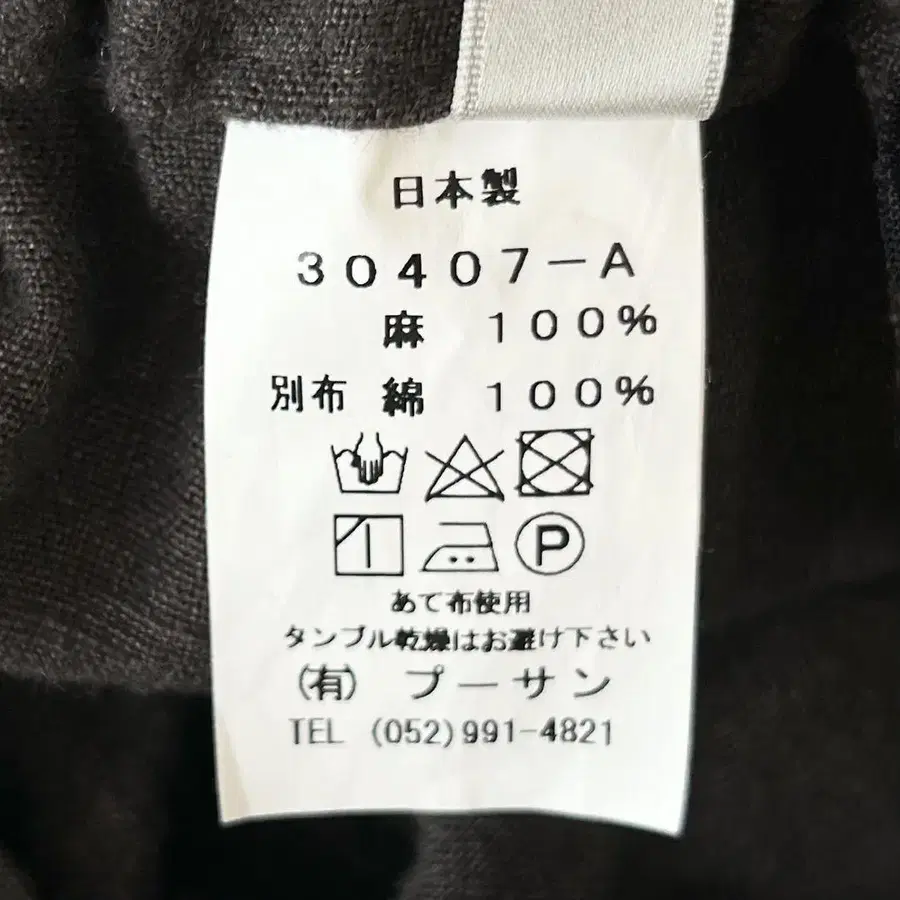 日本製
30407-A
麻 100%
別布 綿 100%
P
あて布使用
タンブル乾燥はお避け下さい
(有) プーサン
TEL (052)991-4821